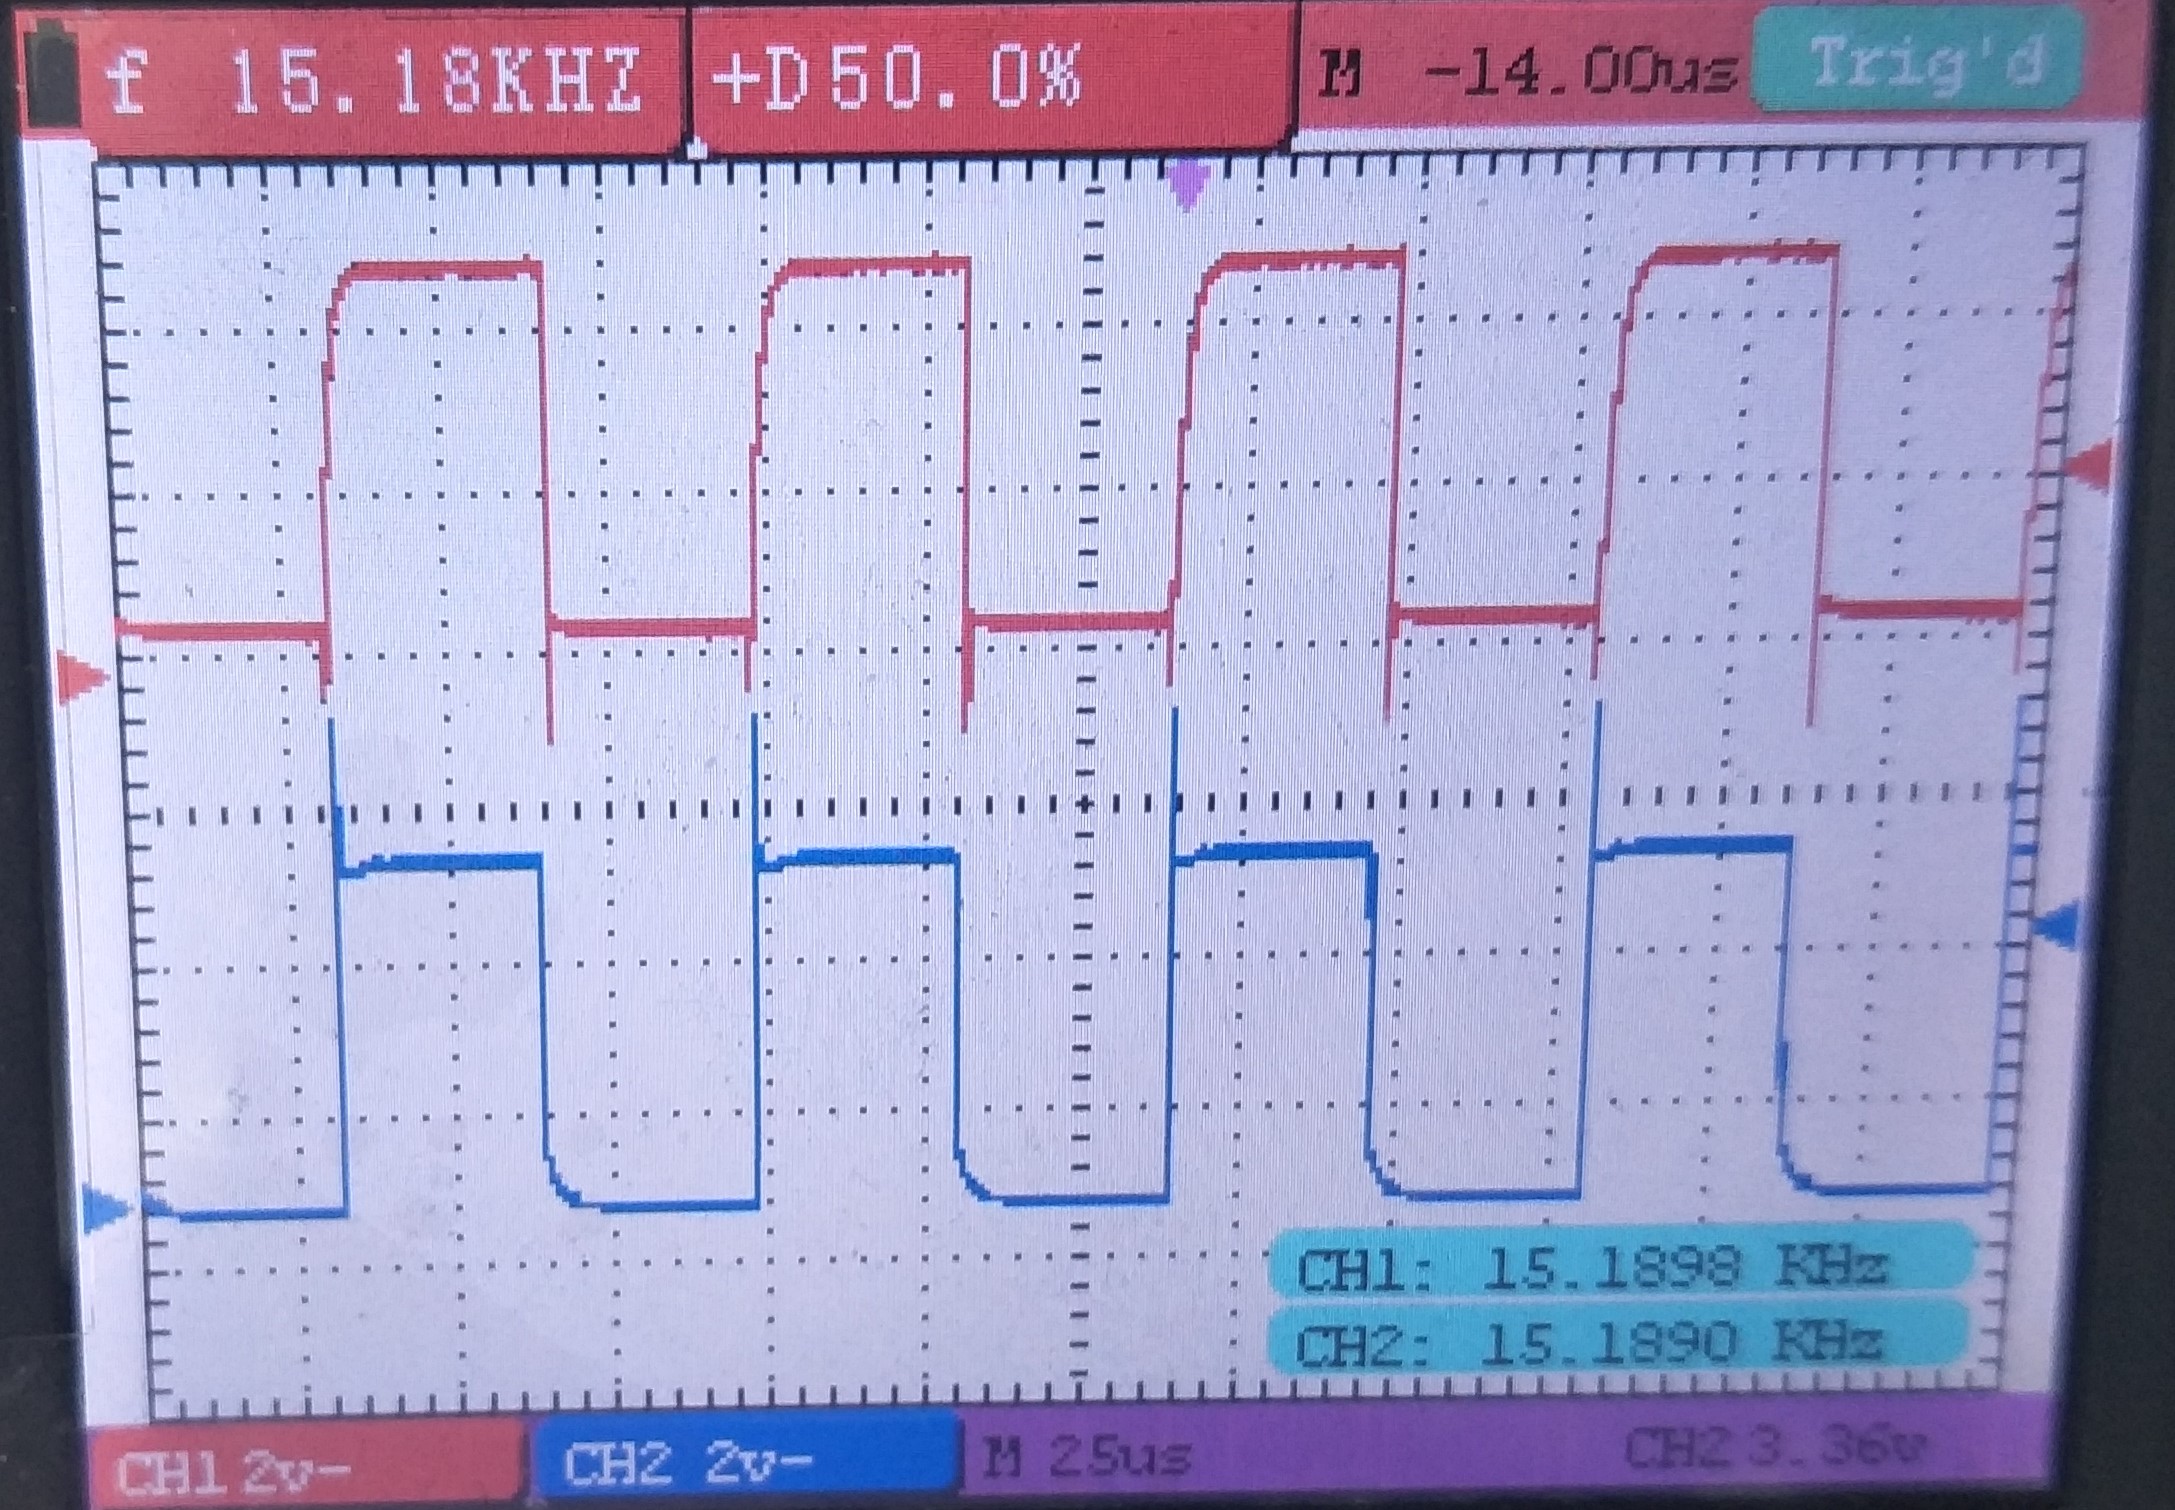 f 15.18KHZ +D50.0% M -14.00us Trig'd
CH1: 15.1898 KHz
CH2: 15.1890 KHz
CH1 2v- CH2 2v- M 25us CH2 3.36v